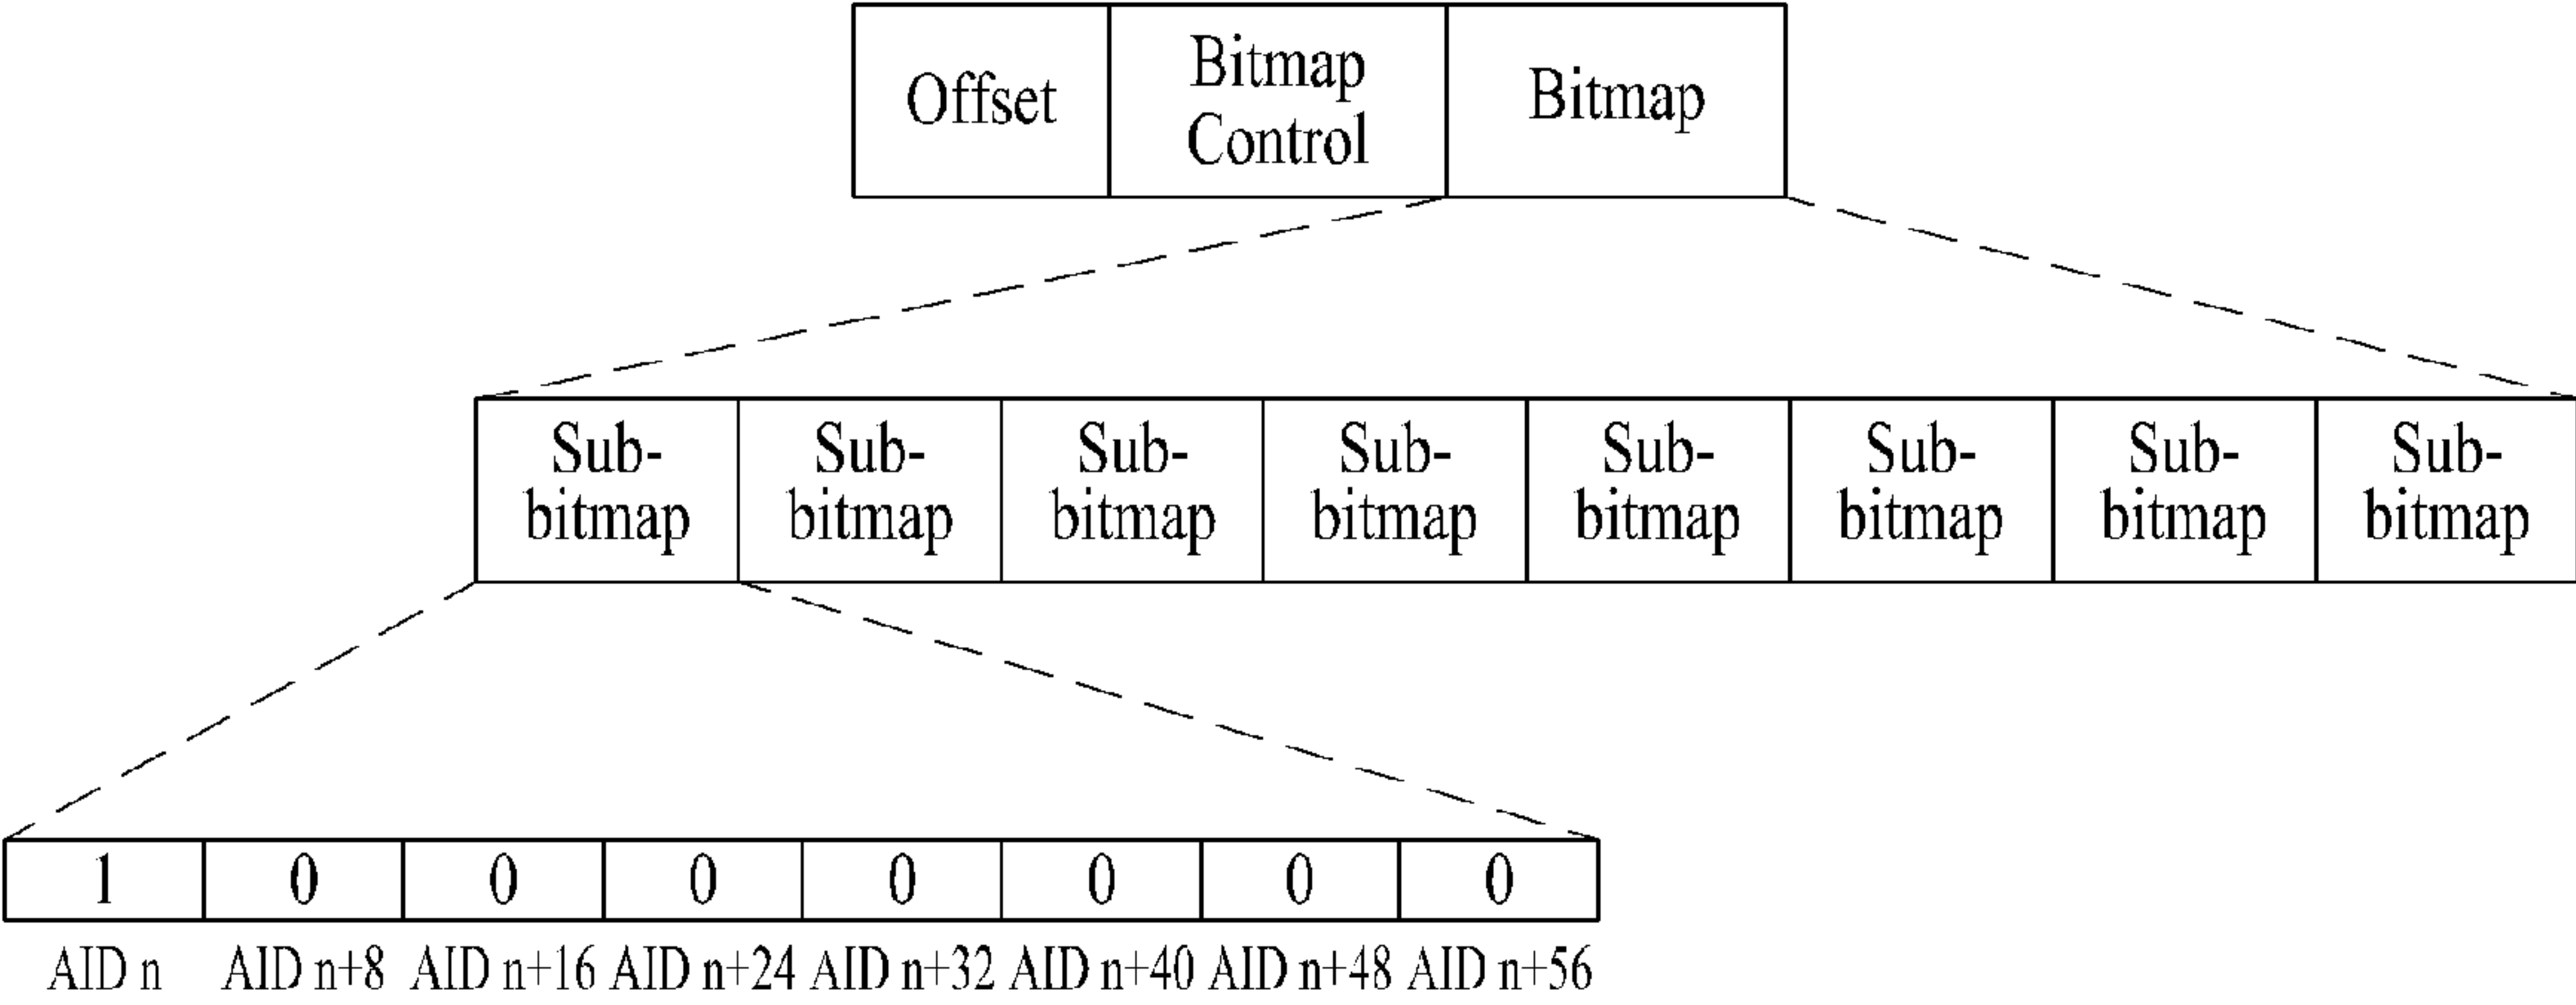 Offset
Bitmap
Control
Bitmap
Sub-
bitmap
Sub-
bitmap
Sub-
bitmap
Sub-
bitmap
Sub-
bitmap
Sub-
bitmap
Sub-
bitmap
Sub-
bitmap
1 0 0 0 0 0 0 0
AID n AID n+8 AID n+16 AID n+24 AID n+32 AID n+40 AID n+48 AID n+56